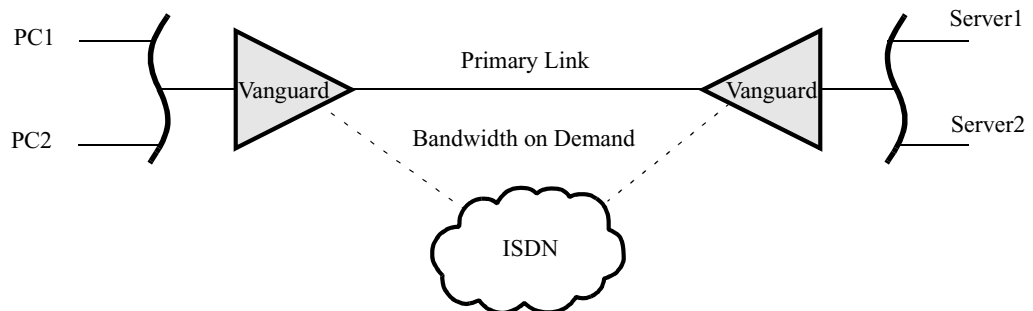 PC1
Server1
Primary Link
Vanguard
Vanguard
Bandwidth on Demand
PC2
Server2
ISDN